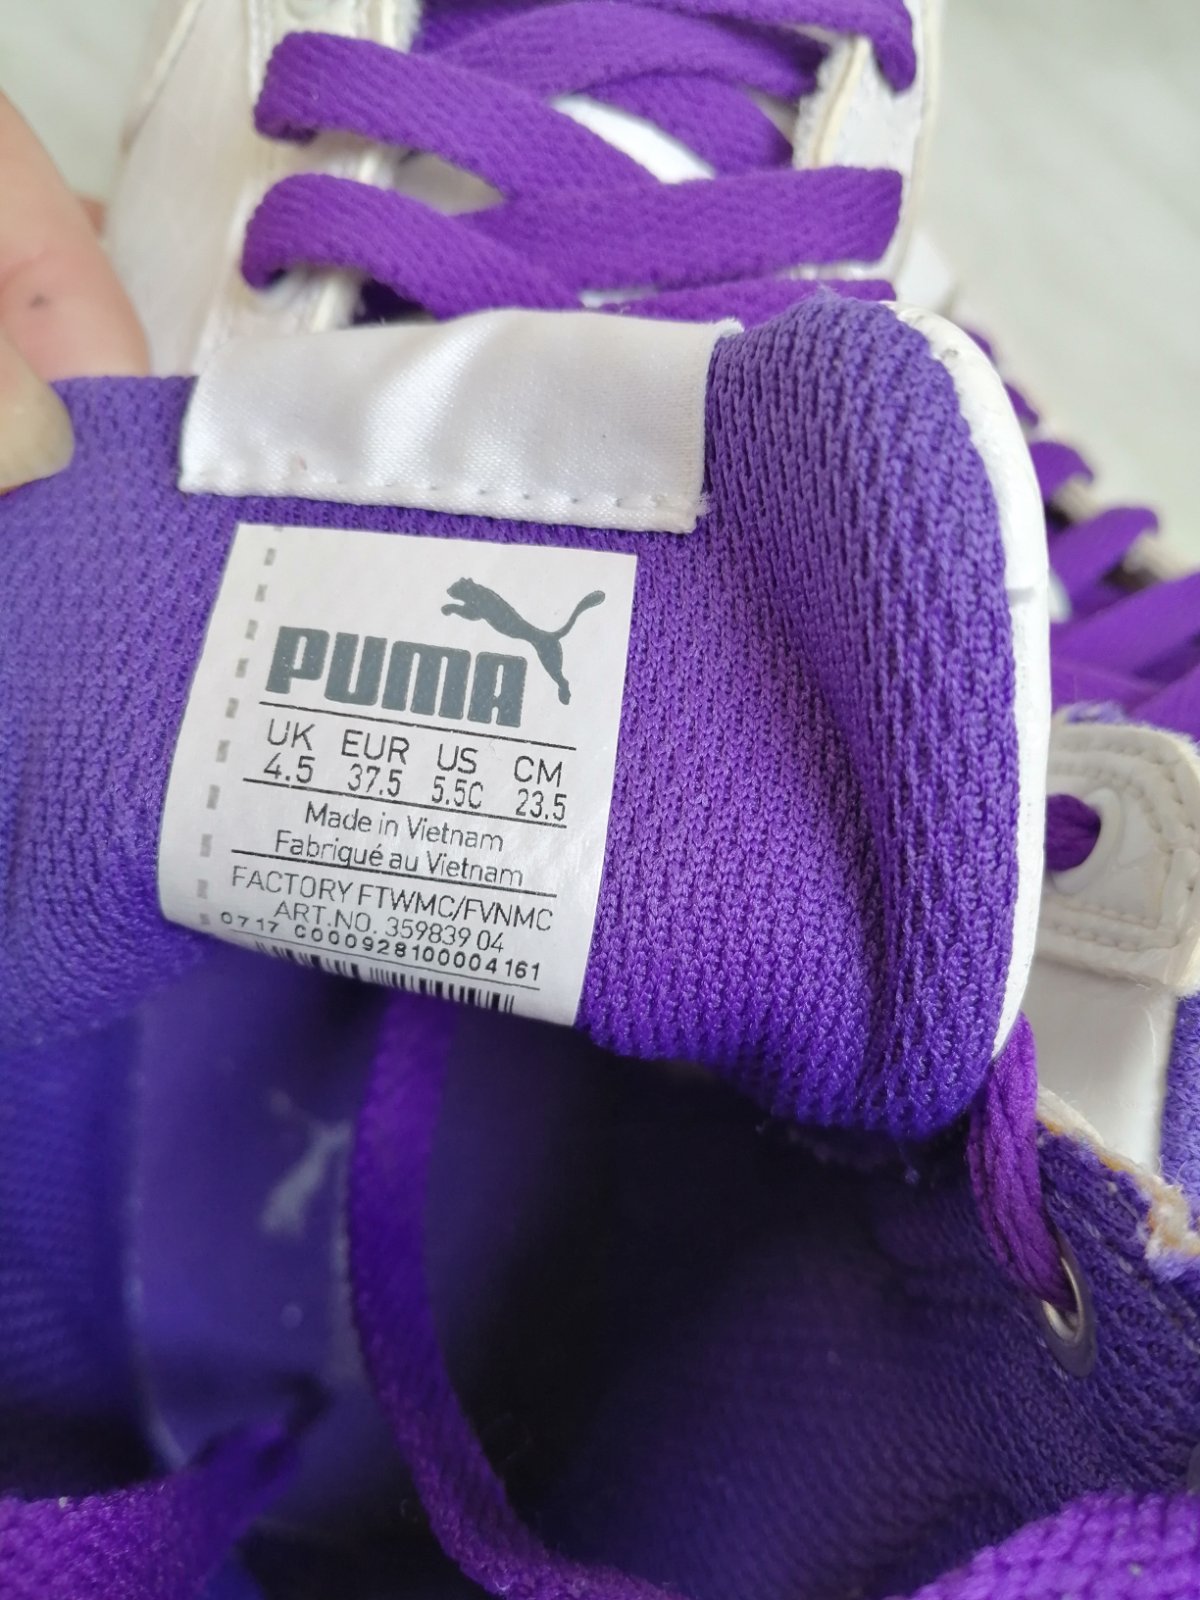 PUMA
UK EUR US CM
4.5 37.5 5.5C 23.5
Made in Vietnam
Fabriqué au Vietnam
FACTORY FTWMC/FVNMC
ART.NO. 359839 04
0717 C000928100004161